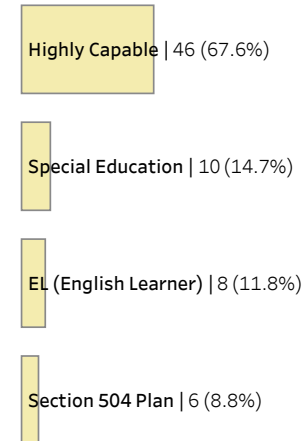 Highly Capable | 46 (67.6%)
Special Education | 10 (14.7%)
EL (English Learner) | 8 (11.8%)
Section 504 Plan | 6 (8.8%)